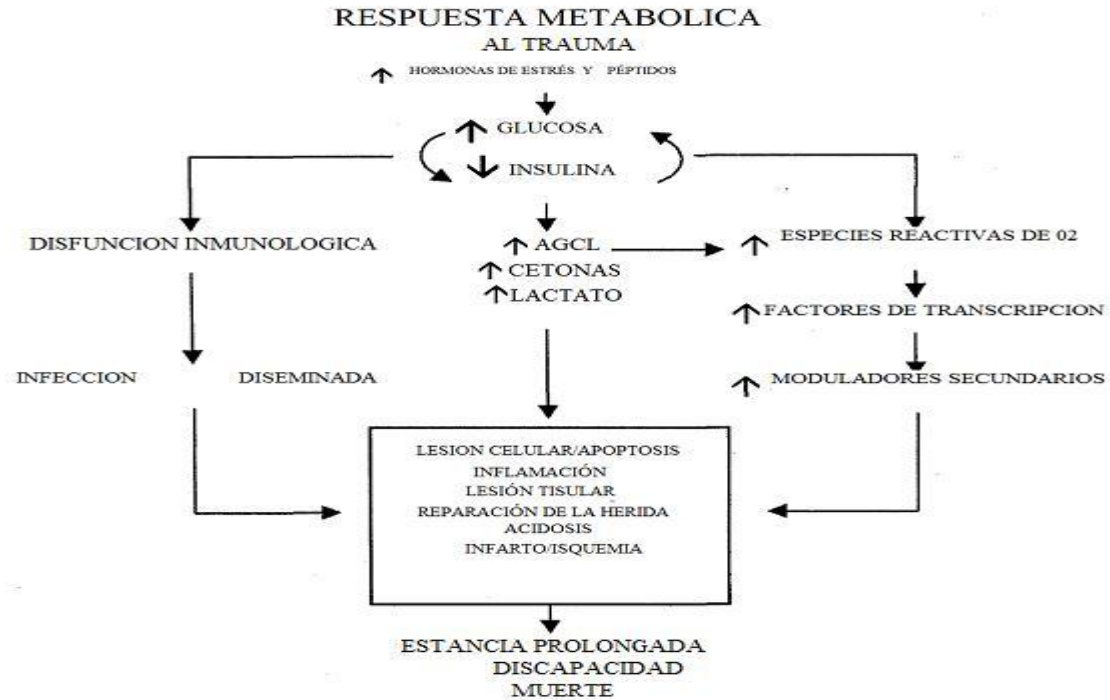 RESPUESTA METABOLICA
AL TRAUMA
HORMONAS DE ESTRÉS Y PÉPTIDOS
GLUCOSA
INSULINA
DISFUNCION INMUNOLOGICA
AGCL
CETONAS
LACTATO
ESPECIES REACTIVAS DE 02
FACTORES DE TRANSCRIPCION
INFECCION DISEMINADA
MODULADORES SECUNDARIOS
LESION CELULAR/APOPTOSIS
INFLAMACIÓN
LESIÓN TISULAR
REPARACIÓN DE LA HERIDA
ACIDOSIS
INFARTO/ISQUEMIA
ESTANCIA PROLONGADA
DISCAPACIDAD
MUERTE